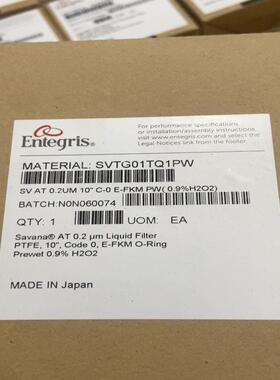 Entegris®
For performance specifications
or installation/assembly instructions,
visit www.entegris.com and select the
Legal Notices link from the footer.
MATERIAL: SVTG01TQ1PW
SV AT 0.2UM 10" C-0 E-FKM PW( 0.9%H2O2)
BATCH:N0N060074
QTY: 1 UOM: EA
Savana® AT 0.2 μm Liquid Filter
PTFE, 10", Code 0, E-FKM O-Ring
Prewet 0.9% H2O2
MADE IN Japan